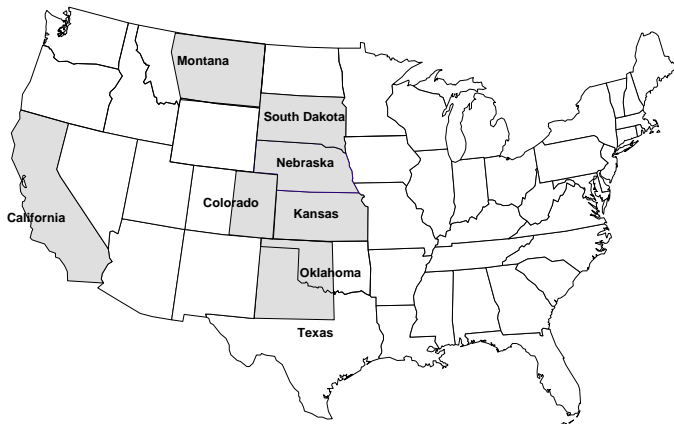 Montana
South Dakota
Nebraska
Colorado
Kansas
California
Oklahoma
Texas